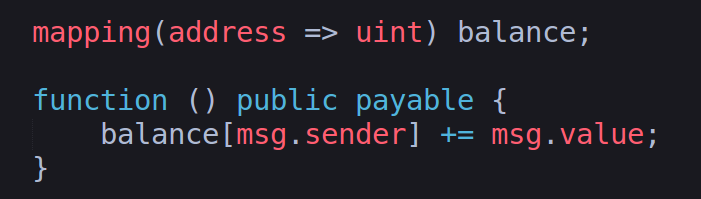 mapping(address => uint) balance;
function () public payable {
balance[msg.sender] += msg.value;
}